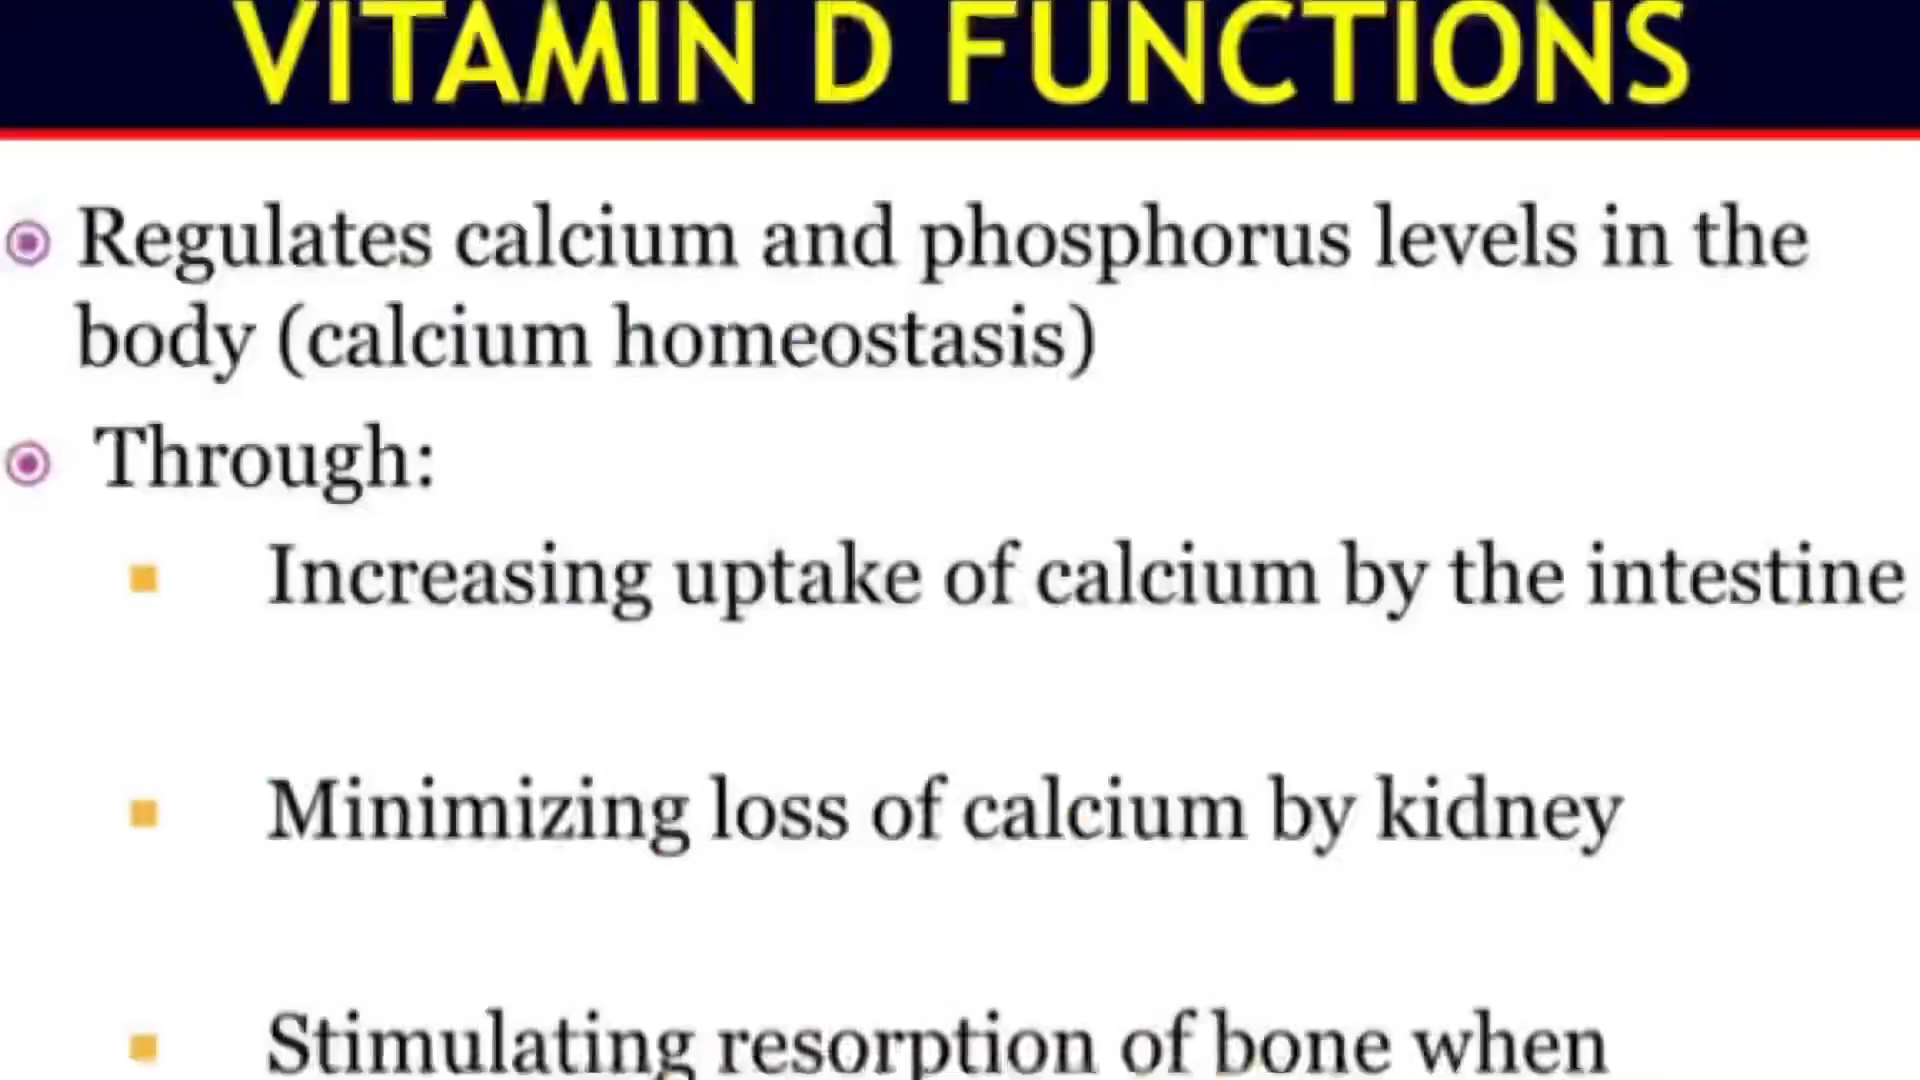 VITAMIN D FUNCTIONS
Regulates calcium and phosphorus levels in the
body (calcium homeostasis)
Through:
Increasing uptake of calcium by the intestine
Minimizing loss of calcium by kidney
Stimulating resorption of bone when